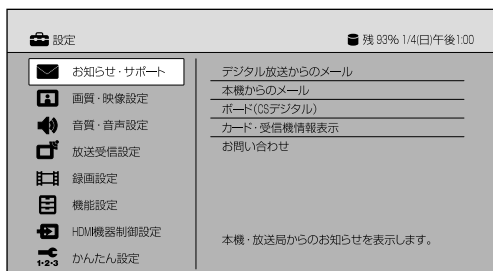 設定
残 93% 1/4(日)午後1:00
お知らせ・サポート
画質・映像設定
音質・音声設定
放送受信設定
録画設定
機能設定
HDMI機器制御設定
1・2・3 かんたん設定
デジタル放送からのメール
本機からのメール
ボード(CSデジタル)
カード・受信機情報表示
お問い合わせ
本機・放送局からのお知らせを表示します。